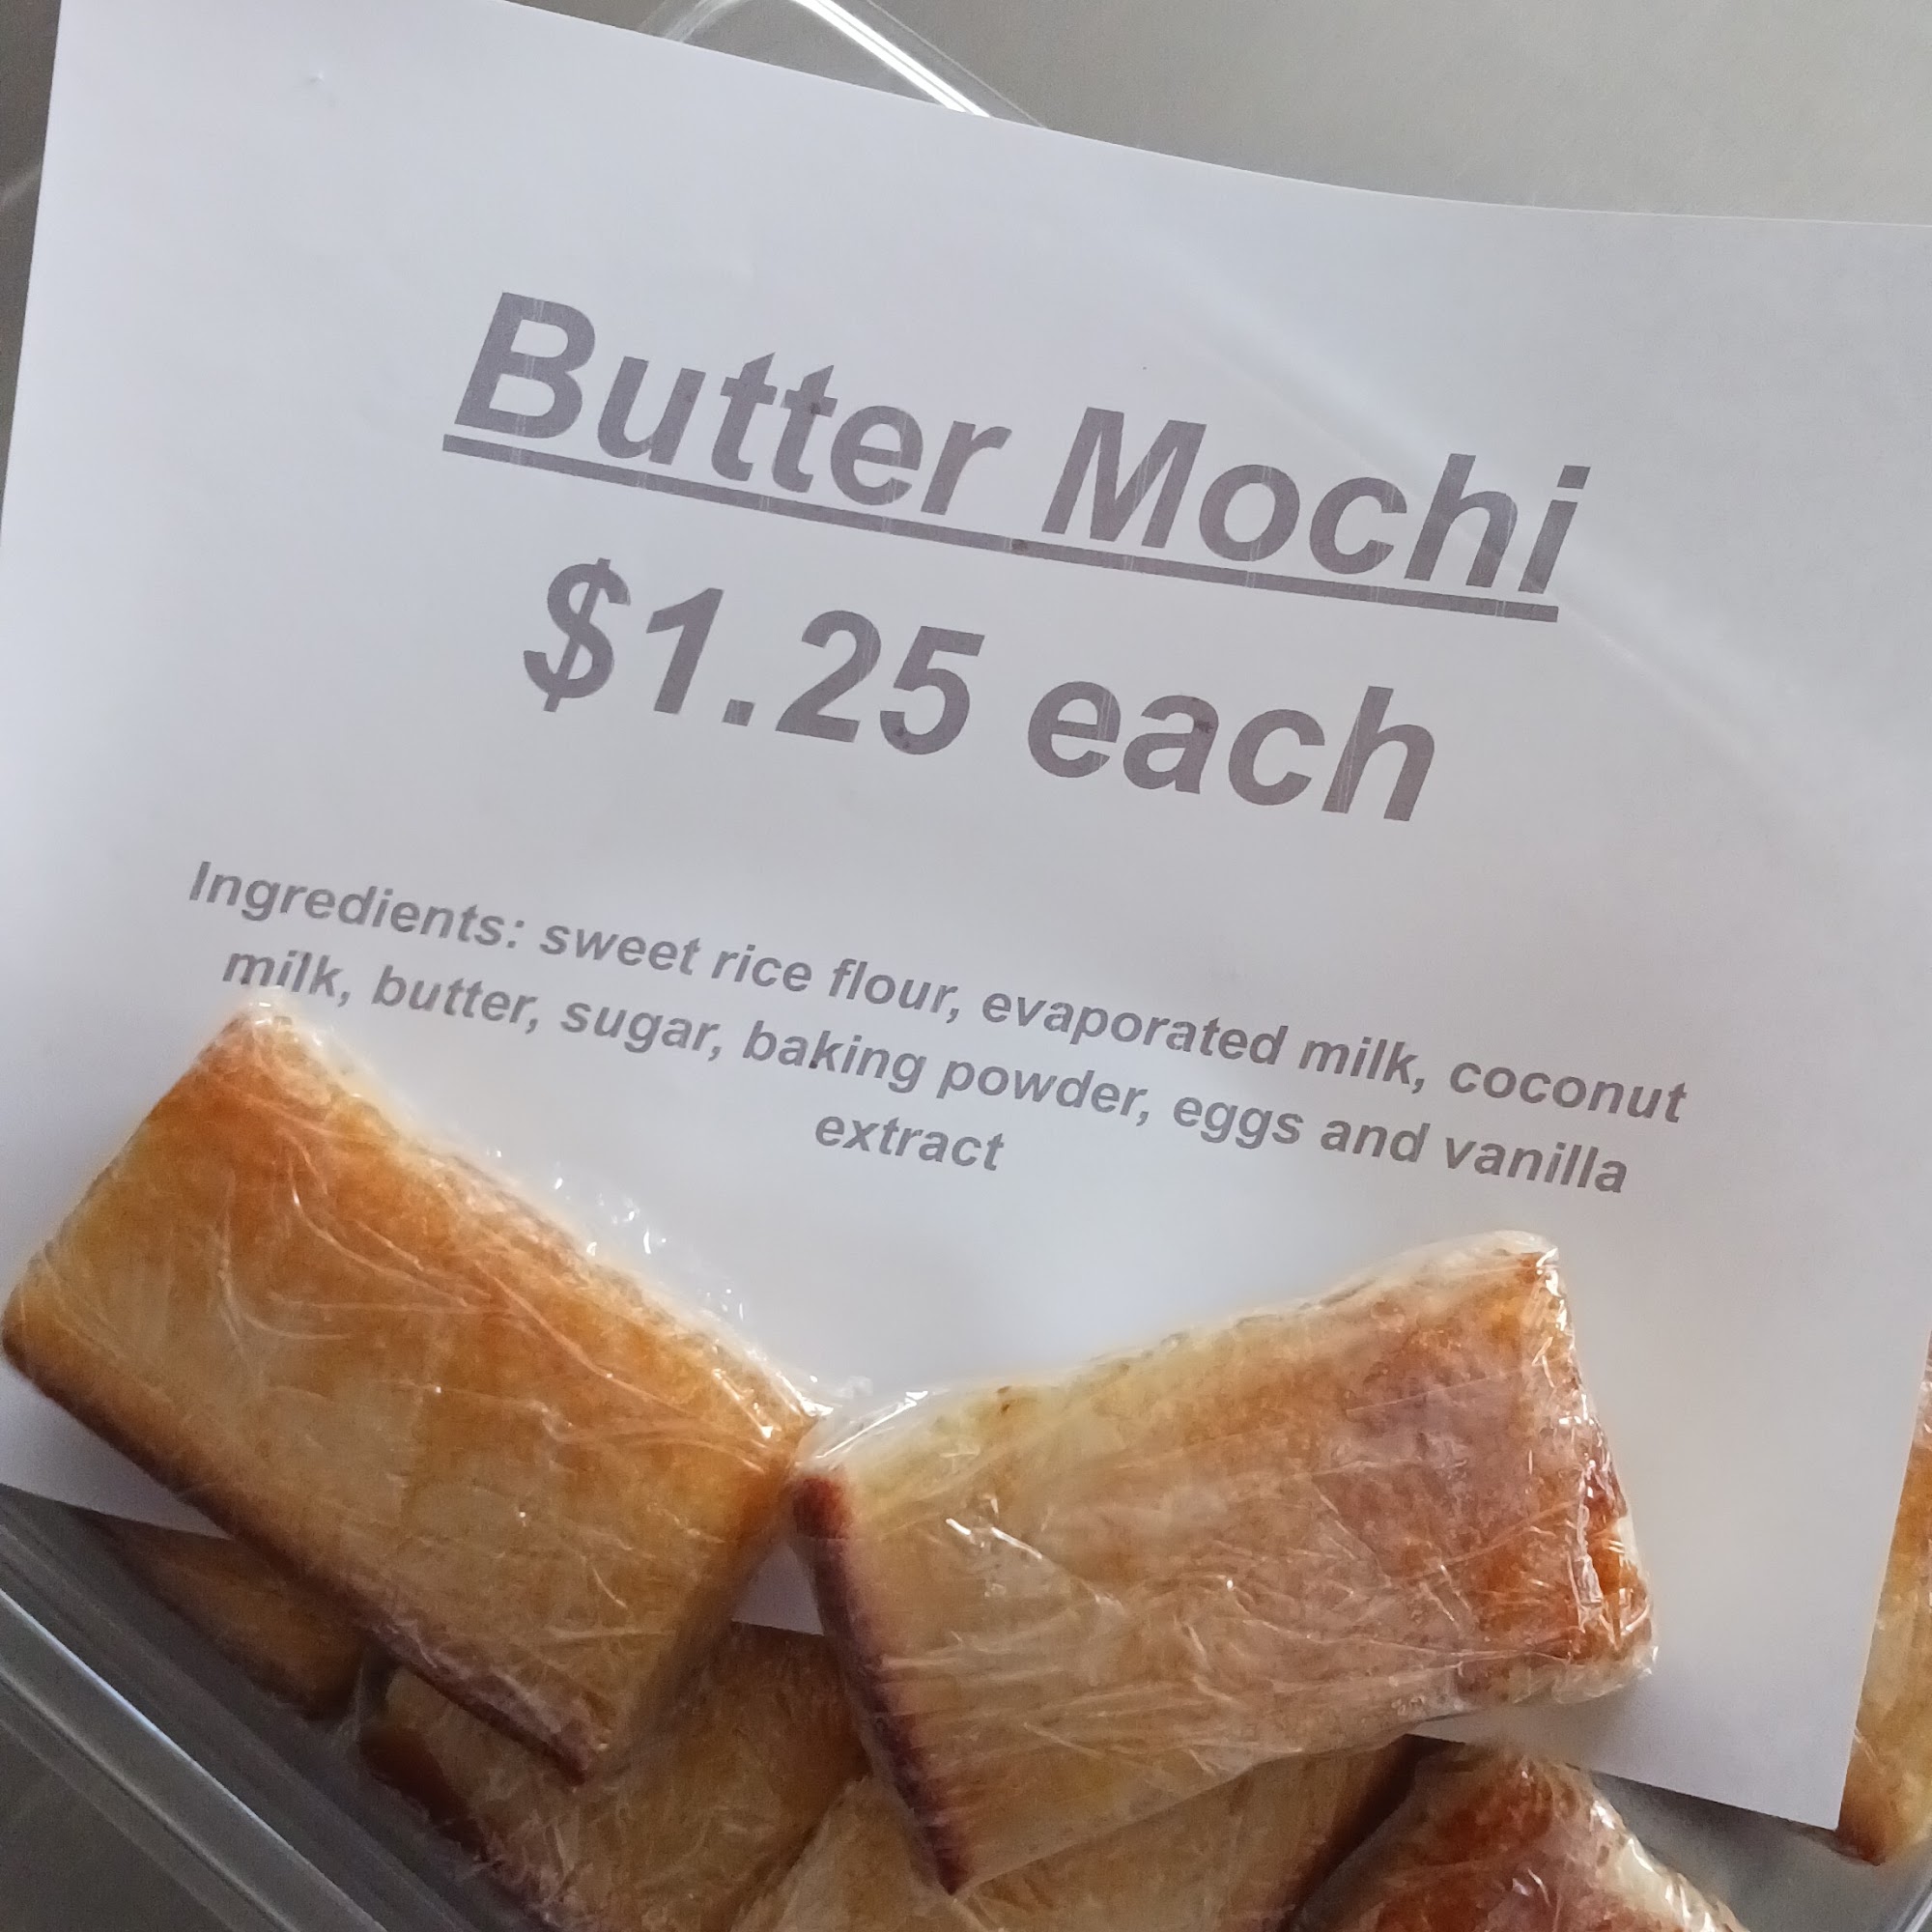 Butter Mochi
$1.25 each
Ingredients: sweet rice flour, evaporated milk, coconut
milk, butter, sugar, baking powder, eggs and vanilla
extract